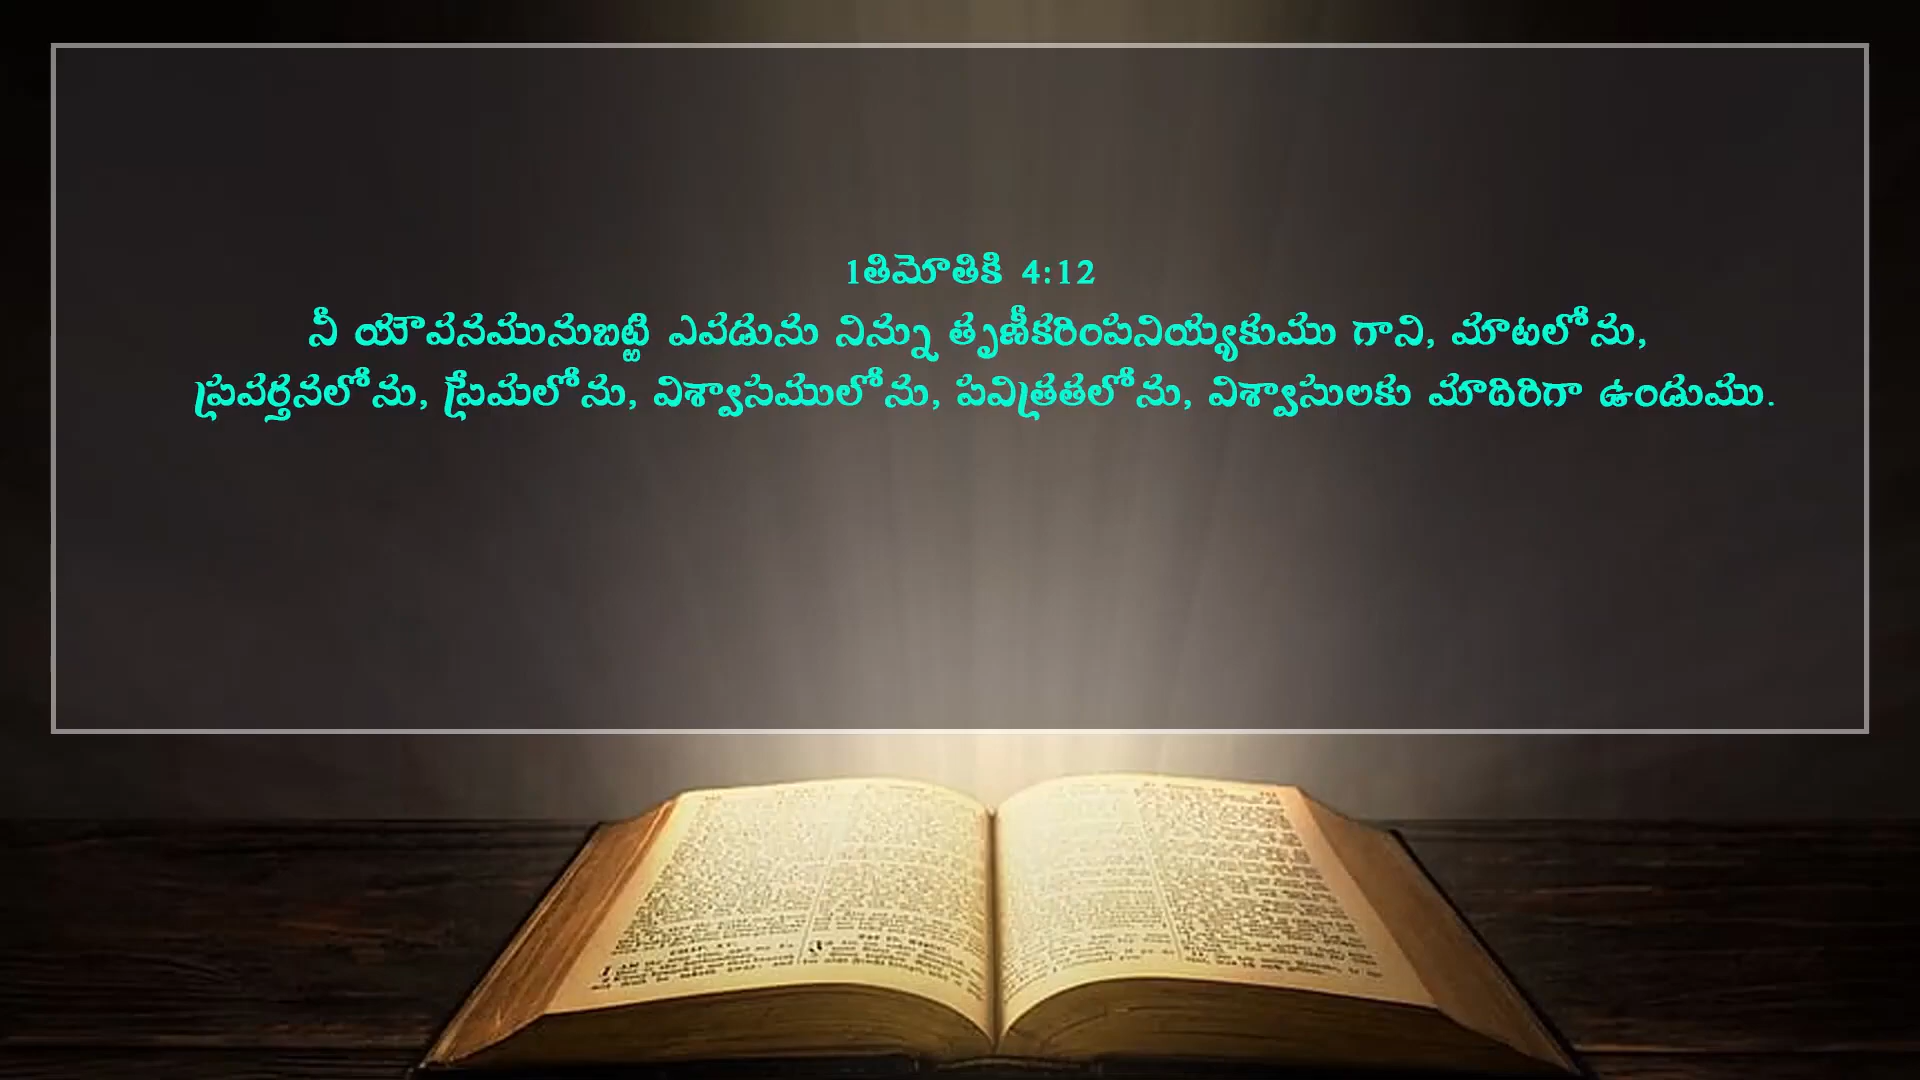 1తిమోతికి 4:12
నీ యౌవనమునుబట్టి ఎవడును నిన్ను తృణీకరింపనియ్యకుము గాని, మాటలోను,
ప్రవర్తనలోను, ప్రేమలోను, విశ్వాసములోను, పవిత్రతలోను, విశ్వాసులకు మాదిరిగా ఉండుము.